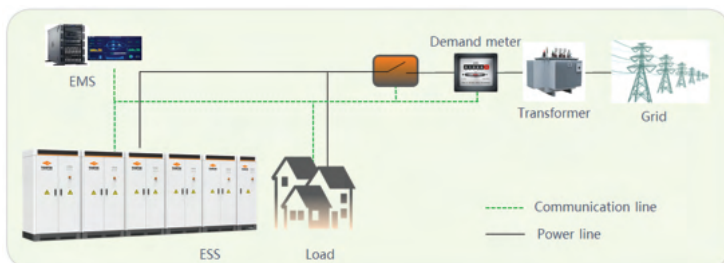 Demand meter
EMS
Transformer
Grid
ESS
Load
Communication line
Power line